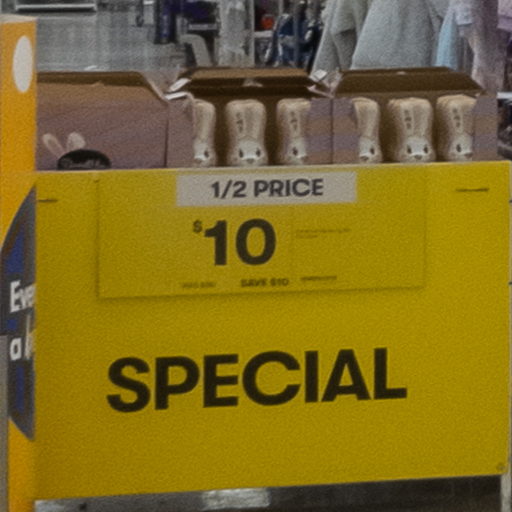 1/2 PRICE
$10
SAVE $10
SPECIAL
a